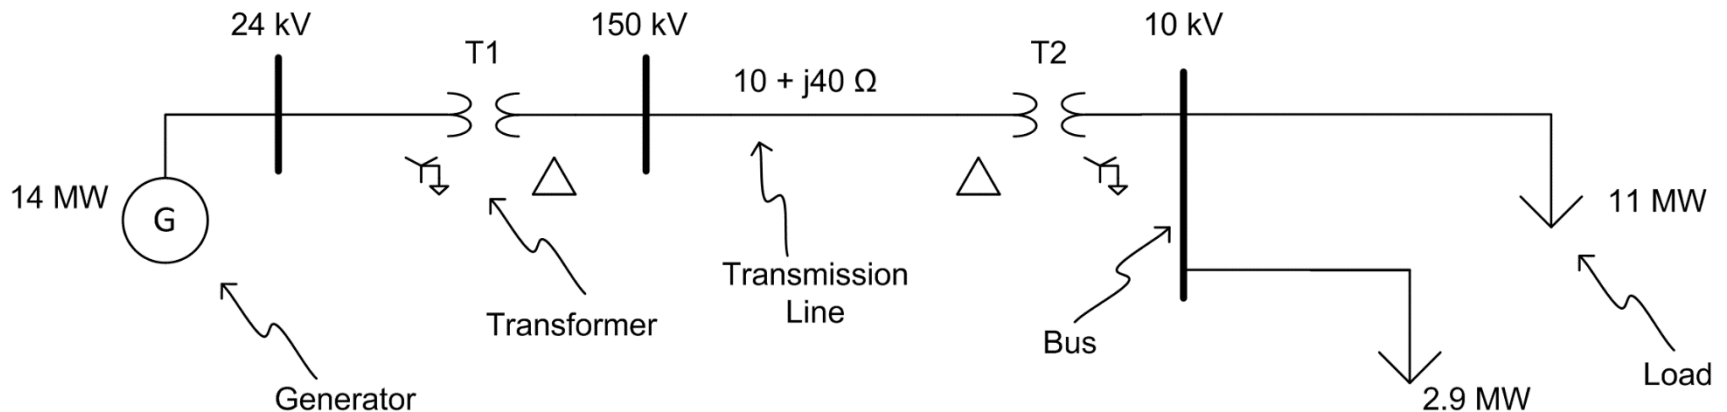 24 kV
T1
150 kV
10 + j40 Ω
T2
10 kV
14 MW
G
11 MW
Transformer
Transmission
Line
Bus
Generator
Load
2.9 MW